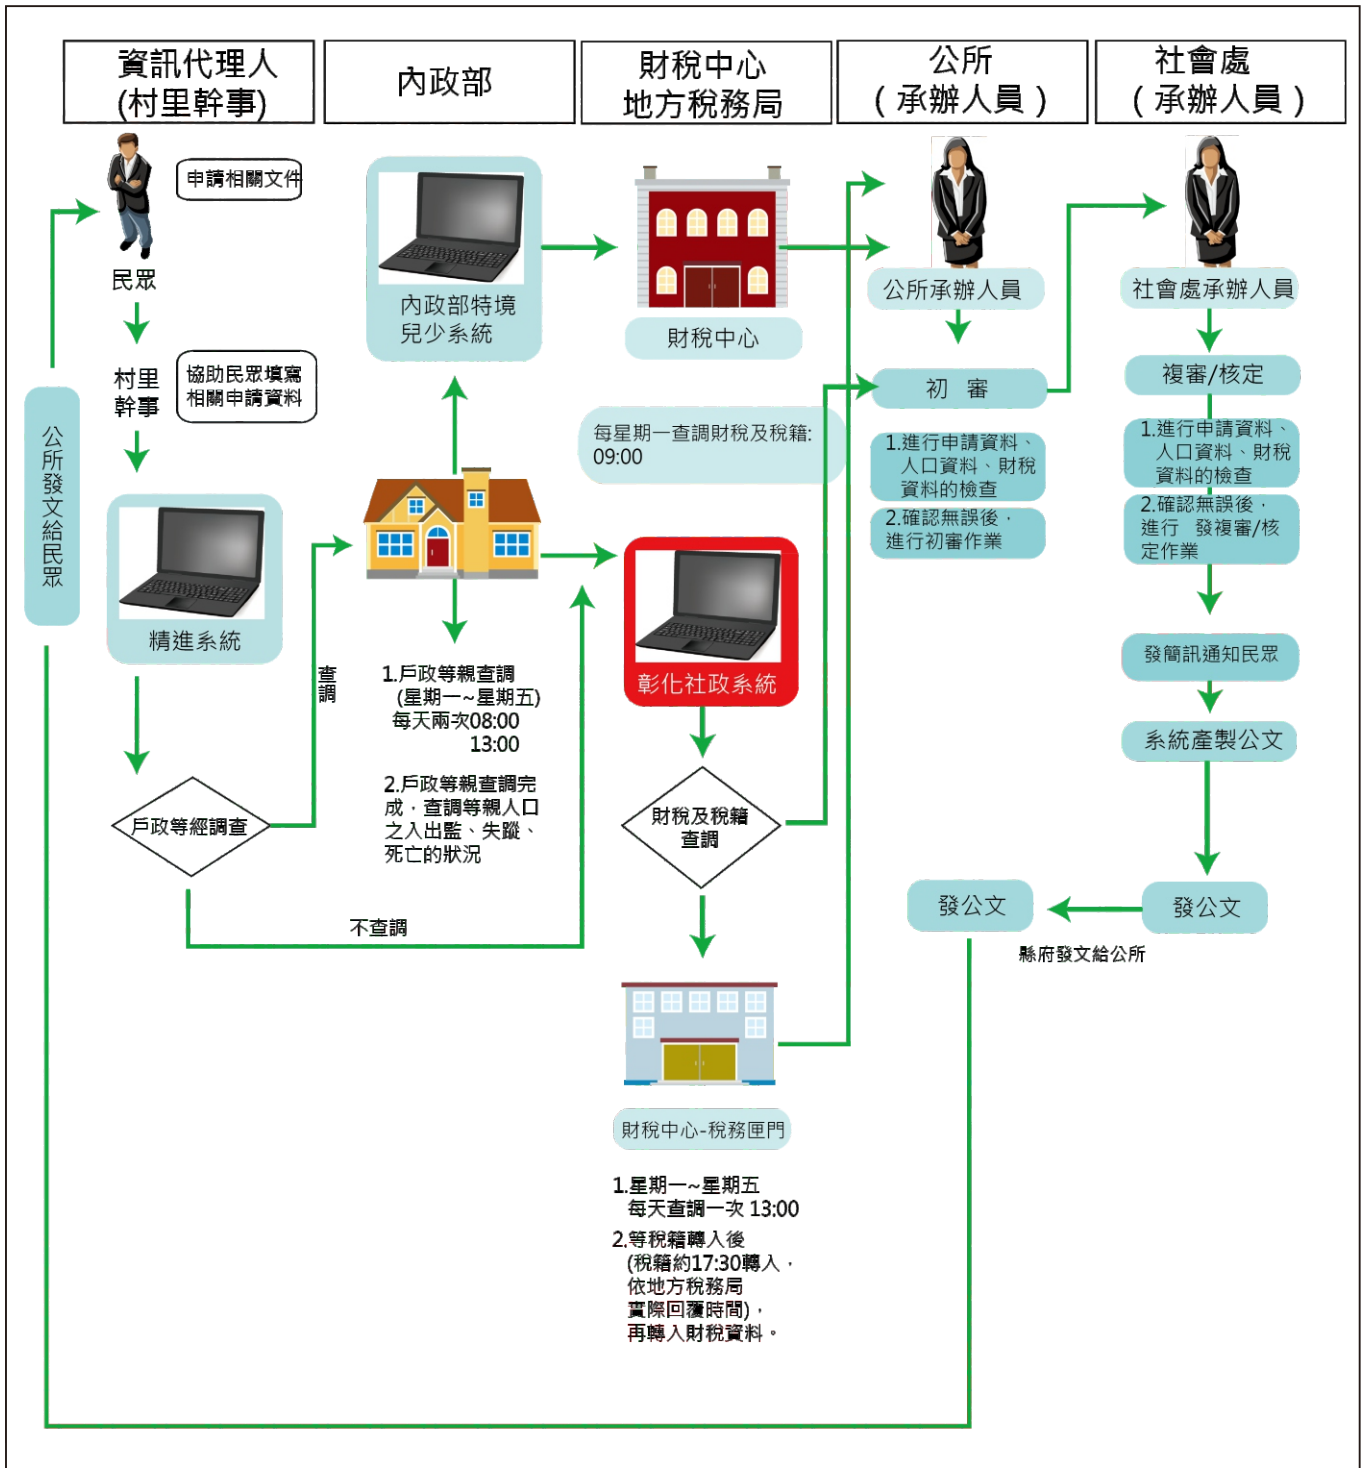 資訊代理人
(村里幹事)
內政部
財稅中心
地方稅務局
公所
(承辦人員)
社會處
(承辦人員)
申請相關文件
民眾
村里
幹事
協助民眾填寫
相關申請資料
公所發文給民眾
精進系統
戶政等經調查
查調
不查調
內政部特境
兒少系統
1.戶政等親查調
(星期一~星期五)
每天兩次08:00
13:00
2.戶政等親查調完
成，查調等親人口
之入出監、失蹤、
死亡的狀況
財稅中心
每星期一查調財稅及稅籍:
09:00
彰化社政系統
財稅及稅籍
查調
財稅中心-稅務匣門
1.星期一~星期五
每天查調一次 13:00
2.等稅籍轉入後
(稅籍約17:30轉入，
依地方稅務局
實際回覆時間)，
再轉入財稅資料。
公所承辦人員
初 審
1.進行申請資料、
人口資料、財稅
資料的檢查
2.確認無誤後，
進行初審作業
發公文
縣府發文給公所
社會處承辦人員
複審/核定
1.進行申請資料、
人口資料、財稅
資料的檢查
2.確認無誤後，
進行 發複審/核
定作業
發簡訊通知民眾
系統產製公文
發公文